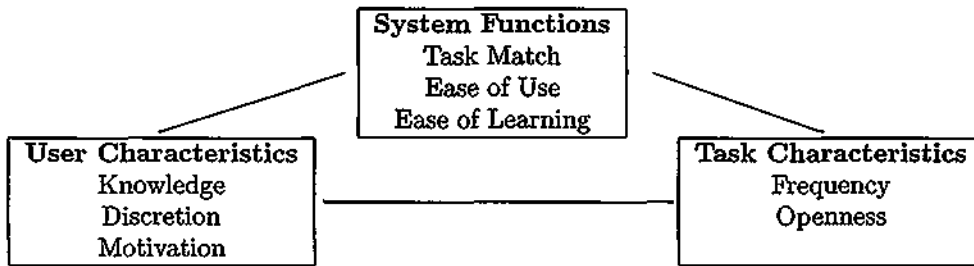 System Functions
Task Match
Ease of Use
Ease of Learning
User Characteristics
Knowledge
Discretion
Motivation
Task Characteristics
Frequency
Openness